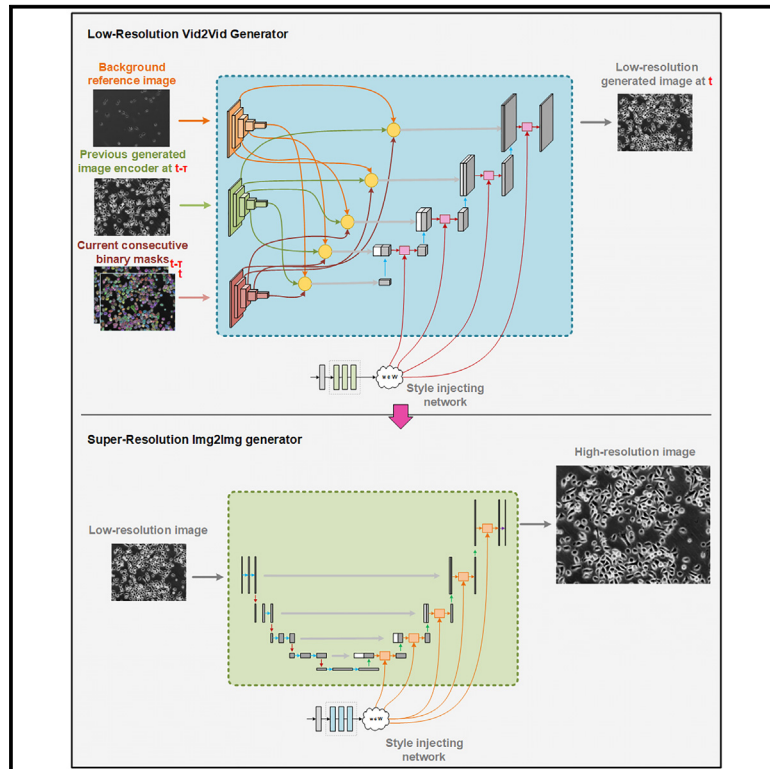 Low-Resolution Vid2Vid Generator
Background
reference image
Low-resolution
generated image at t
Previous generated
image encoder at t-τ
Current consecutive
binary masks t-τ
t
w ∈ W
Style injecting
network
Super-Resolution Img2Img generator
High-resolution image
Low-resolution image
w ∈ W
Style injecting
network